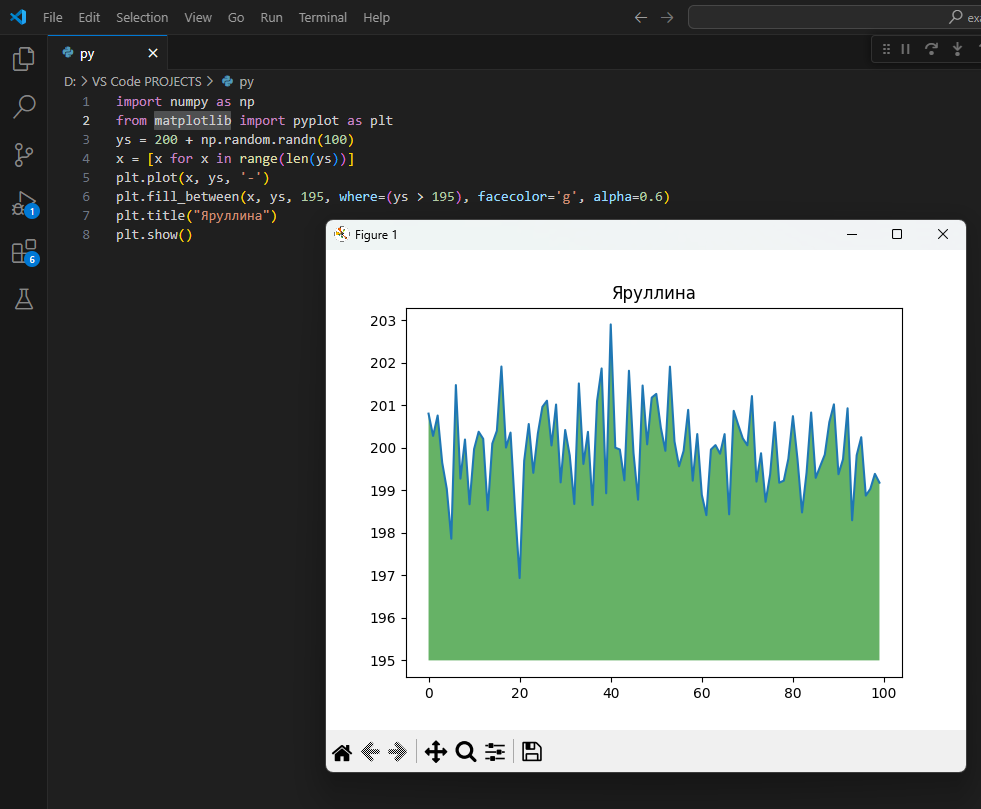 File Edit Selection View Go Run Terminal Help
py
D: > VS Code PROJECTS > py
1 import numpy as np
2 from matplotlib import pyplot as plt
3 ys = 200 + np.random.randn(100)
4 x = [x for x in range(len(ys))]
5 plt.plot(x, ys, '-')
6 plt.fill_between(x, ys, 195, where=(ys > 195), facecolor='g', alpha=0.6)
7 plt.title("Яруллина")
8 plt.show()
1
6
Figure 1
Яруллина
203
202
201
200
199
198
197
196
195
0 20 40 60 80 100